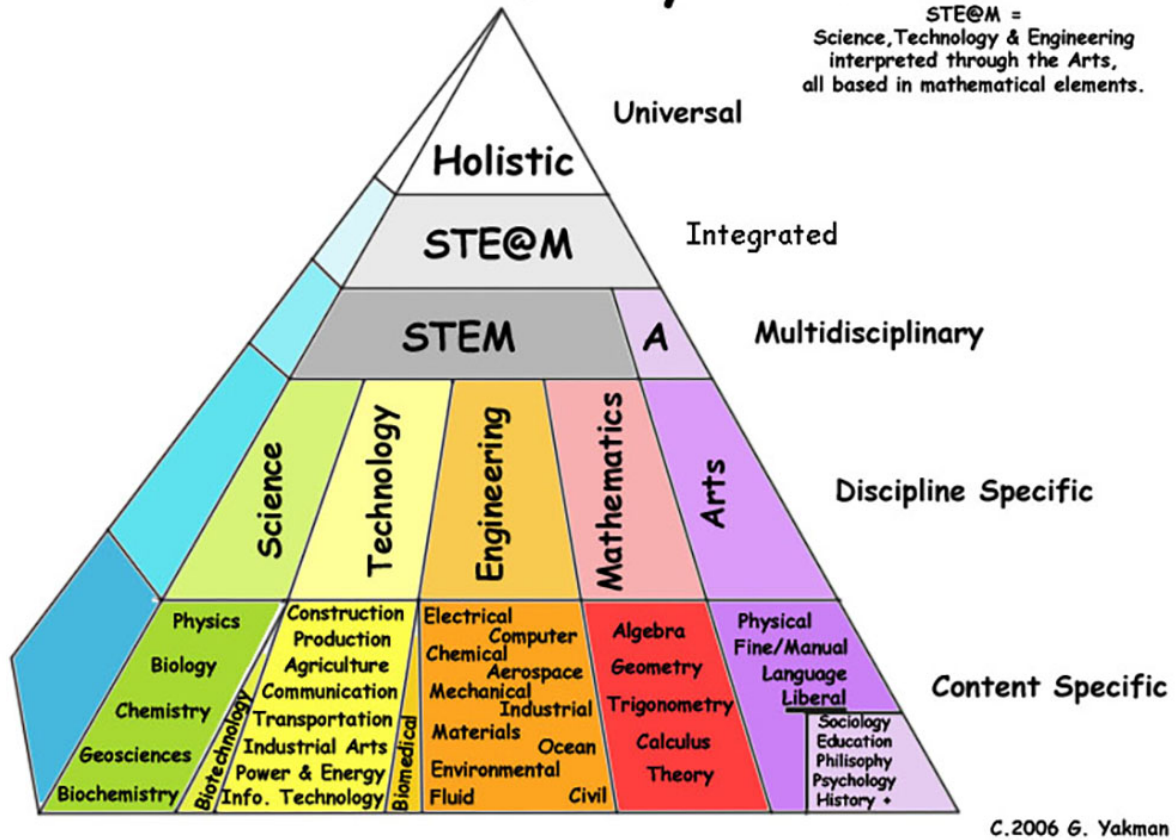 STE@M =
Science, Technology & Engineering
interpreted through the Arts,
all based in mathematical elements.
Universal
Holistic
STE@M
Integrated
STEM
A
Multidisciplinary
Science
Technology
Engineering
Mathematics
Arts
Discipline Specific
Physics
Biology
Chemistry
Geosciences
Biochemistry
Biotechnology
Construction
Production
Agriculture
Communication
Transportation
Industrial Arts
Power & Energy
Info. Technology
Biomedical
Electrical
Computer
Chemical
Aerospace
Mechanical
Industrial
Materials
Ocean
Environmental
Fluid
Civil
Algebra
Geometry
Trigonometry
Calculus
Theory
Physical
Fine/Manual
Language
Liberal
Sociology
Education
Philisophy
Psychology
History +
Content Specific
C.2006 G. Yakman